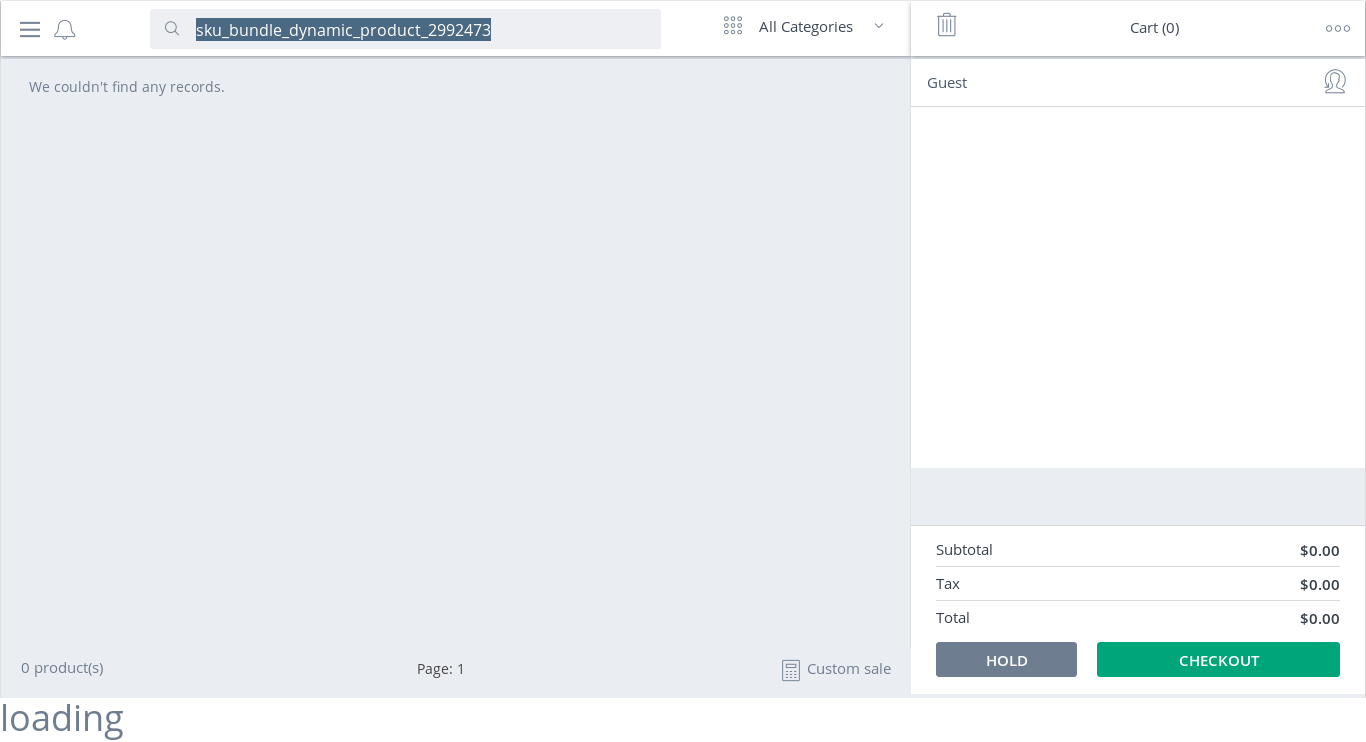 sku_bundle_dynamic_product_2992473
All Categories
Cart (0)
We couldn't find any records.
Guest
Subtotal $0.00
Tax $0.00
Total $0.00
HOLD CHECKOUT
0 product(s)
Page: 1
Custom sale
loading